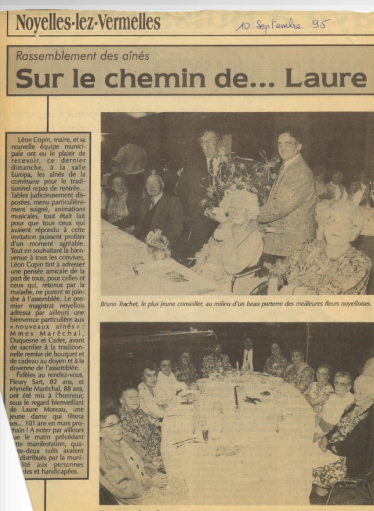 Noyelles-lez-Vermelles
10 Septembre 95
Rassemblement des aînés
Sur le chemin de... Laure
Léon Copin, maire, et sa
nouvelle équipe munici-
pale ont eu le plaisir de
recevoir, ce dernier
dimanche, à la salle
Europa, les aînés de la
commune pour le tradi-
tionnel repas de rentrée...
Tables judicieusement dis-
posées, menu particulière-
ment soigné, animations
musicales, tout était fait
pour que tous ceux qui
avaient répondu à cette
invitation puissent profiter
d'un moment agréable.
Tout en souhaitant la bien-
venue à tous les convives,
Léon Copin tint à adresser
une pensée amicale de la
part de tous, pour celles et
ceux qui, retenus par la
maladie, ne purent se join-
dre à l'assemblée. Le pre-
mier magistrat noyellois
adressa par ailleurs une
bienvenue particulière aux
«nouveaux aînés»:
Mmes Maréchal,
Duquesne et Cadet, avant
de sacrifier à la tradition-
nelle remise de bouquet et
de cadeau au doyen et à la
doyenne de l'assemblée.
Fidèles au rendez-vous,
Fleury Sart, 82 ans, et
Myrielle Maréchal, 88 ans,
ont été mis à l'honneur,
sous le regard bienveillant
de Laure Moreau, une
jeune dame qui fêtera
ses... 101 ans en mars pro-
chain ! A noter par ailleurs
que le matin précédant
cette manifestation, qua-
te-deux colis avaient
distribués par la muni-
lité aux personnes
des et handicapées.
Bruno Trachet, le plus jeune conseiller, au milieu d'un beau parterre des meilleures fleurs noyelloises.